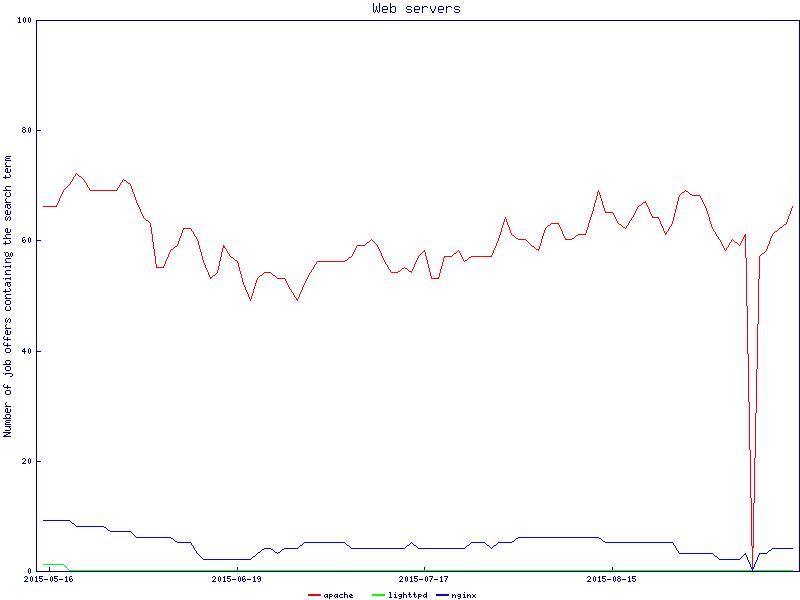 Web servers
100
80
60
40
20
0
Number of job offers containing the search term
2015-05-16 2015-06-19 2015-07-17 2015-08-15
apache lighttpd nginx